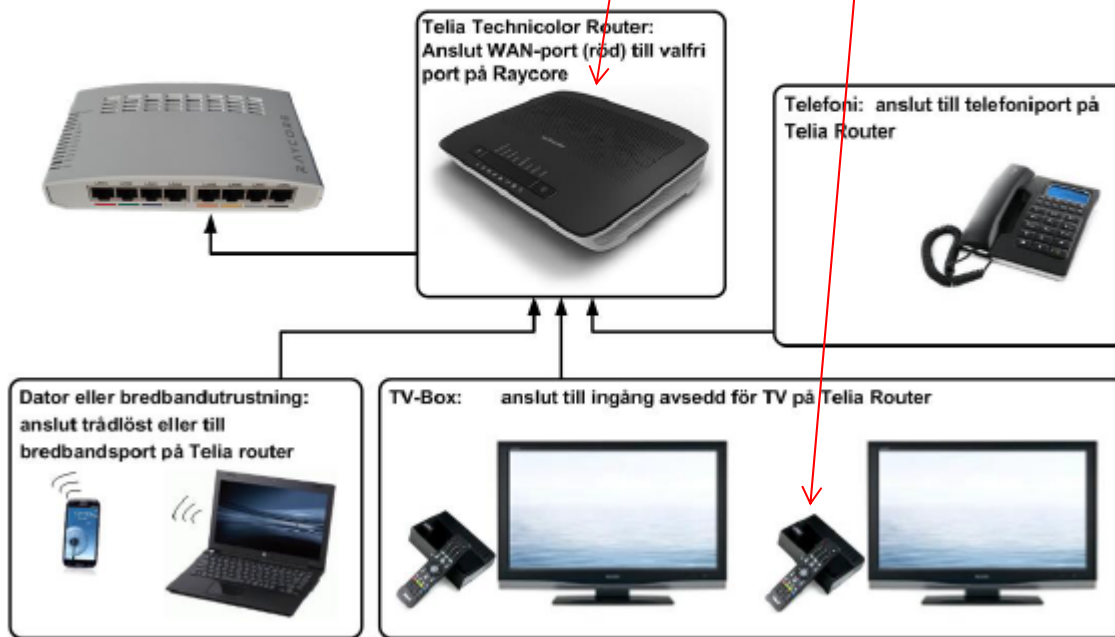 Telia Technicolor Router:
Anslut WAN-port (röd) till valfri
port på Raycore
RAYCORE
Telefoni: anslut till telefoniport på
Telia Router
Dator eller bredbandutrustning:
anslut trådlöst eller till
bredbandsport på Telia router
TV-Box: anslut till ingång avsedd för TV på Telia Router